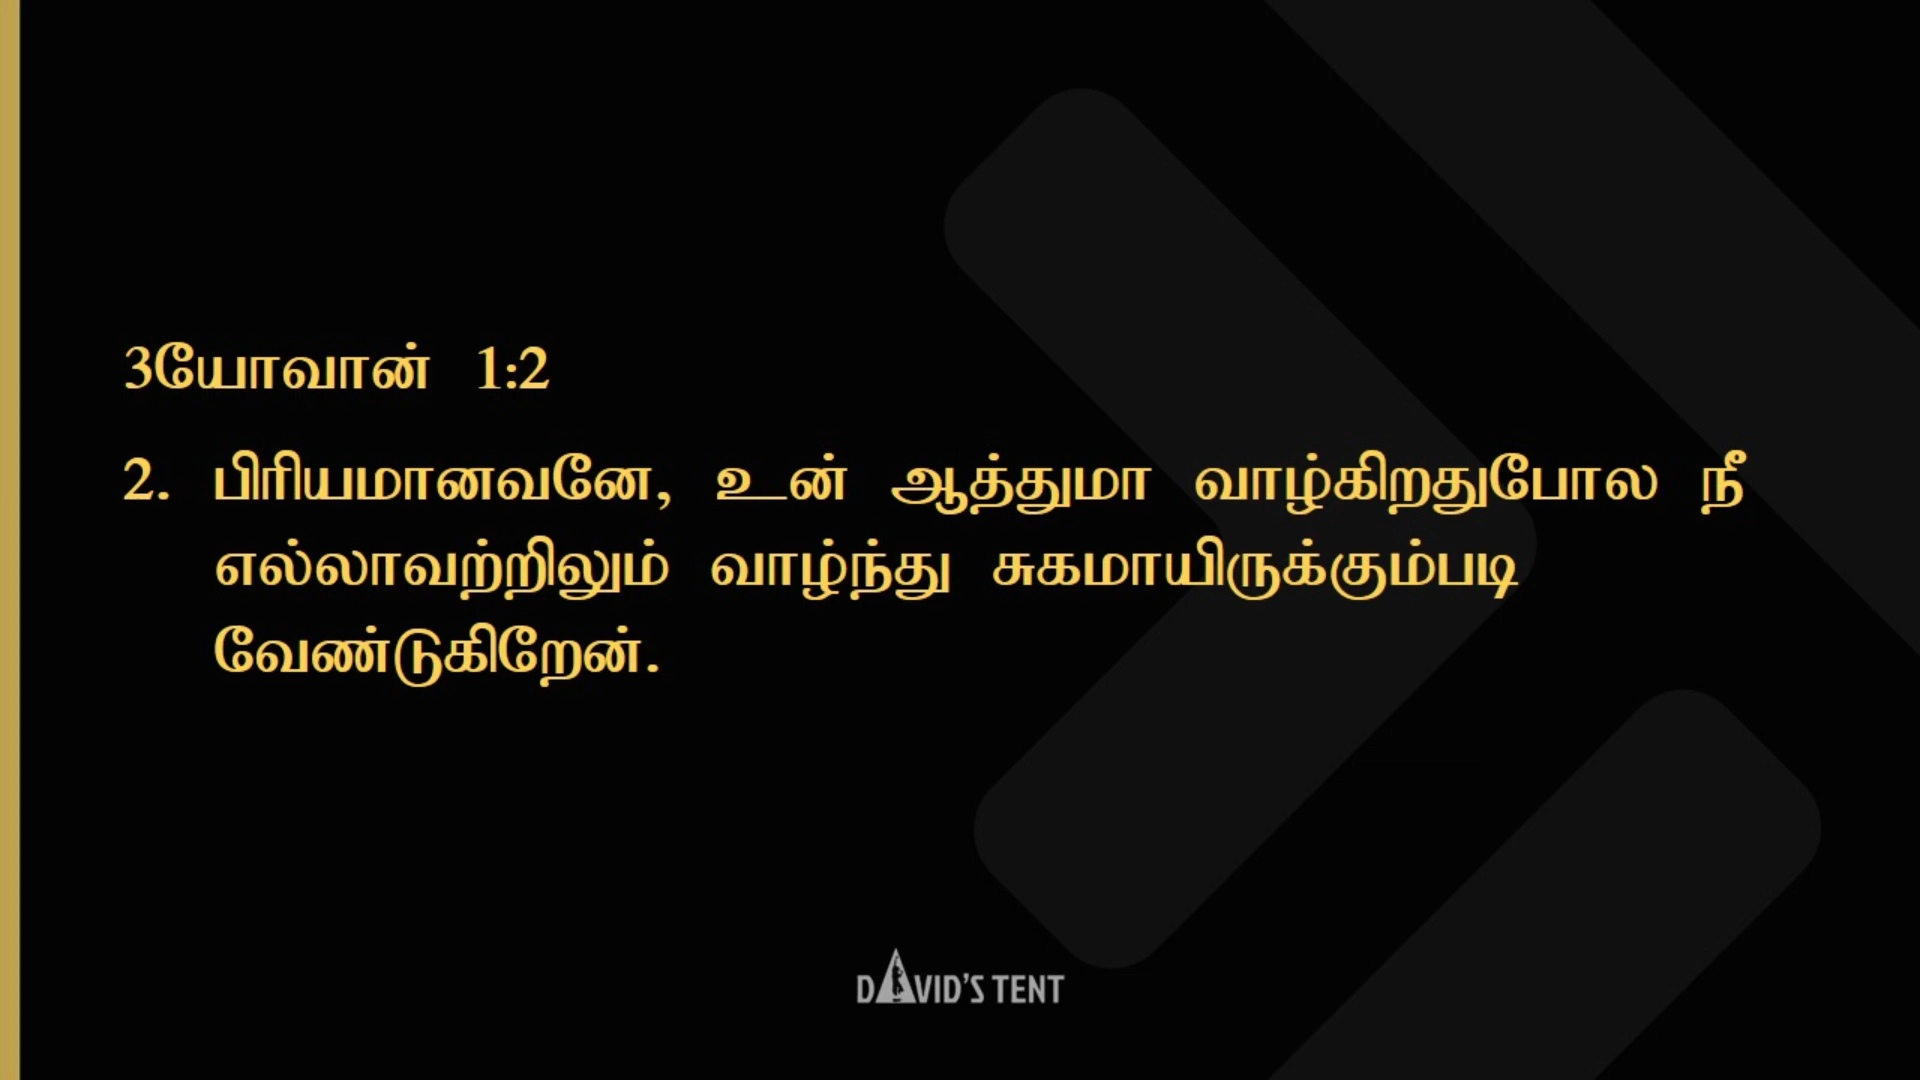 3யோவான் 1:2
2. பிரியமானவனே, உன் ஆத்துமா வாழ்கிறதுபோல நீ
எல்லாவற்றிலும் வாழ்ந்து சுகமாயிருக்கும்படி
வேண்டுகிறேன்.
DAVID'S TENT